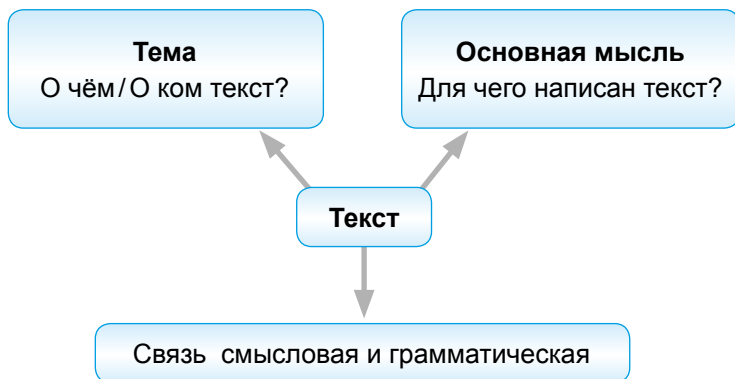 Тема
О чём / О ком текст?
Основная мысль
Для чего написан текст?
Текст
Связь смысловая и грамматическая